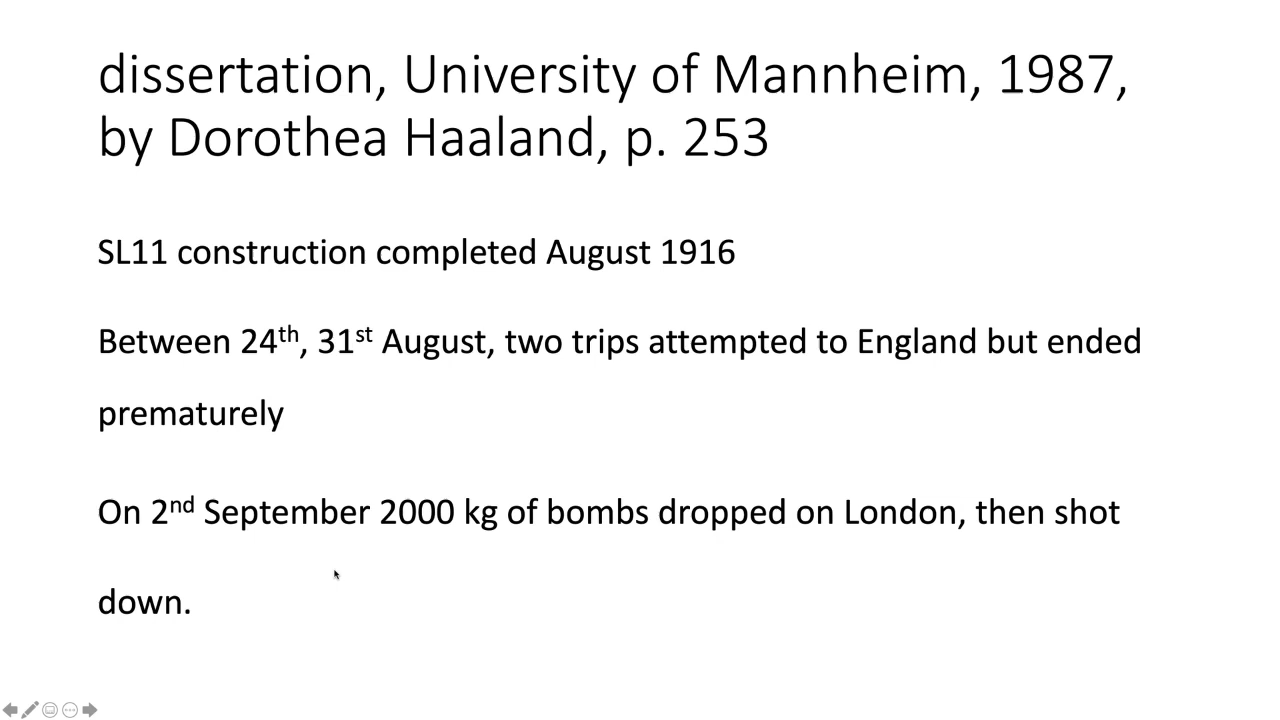 dissertation, University of Mannheim, 1987,
by Dorothea Haaland, p. 253
SL11 construction completed August 1916
Between 24th, 31st August, two trips attempted to England but ended
prematurely
On 2nd September 2000 kg of bombs dropped on London, then shot
down.